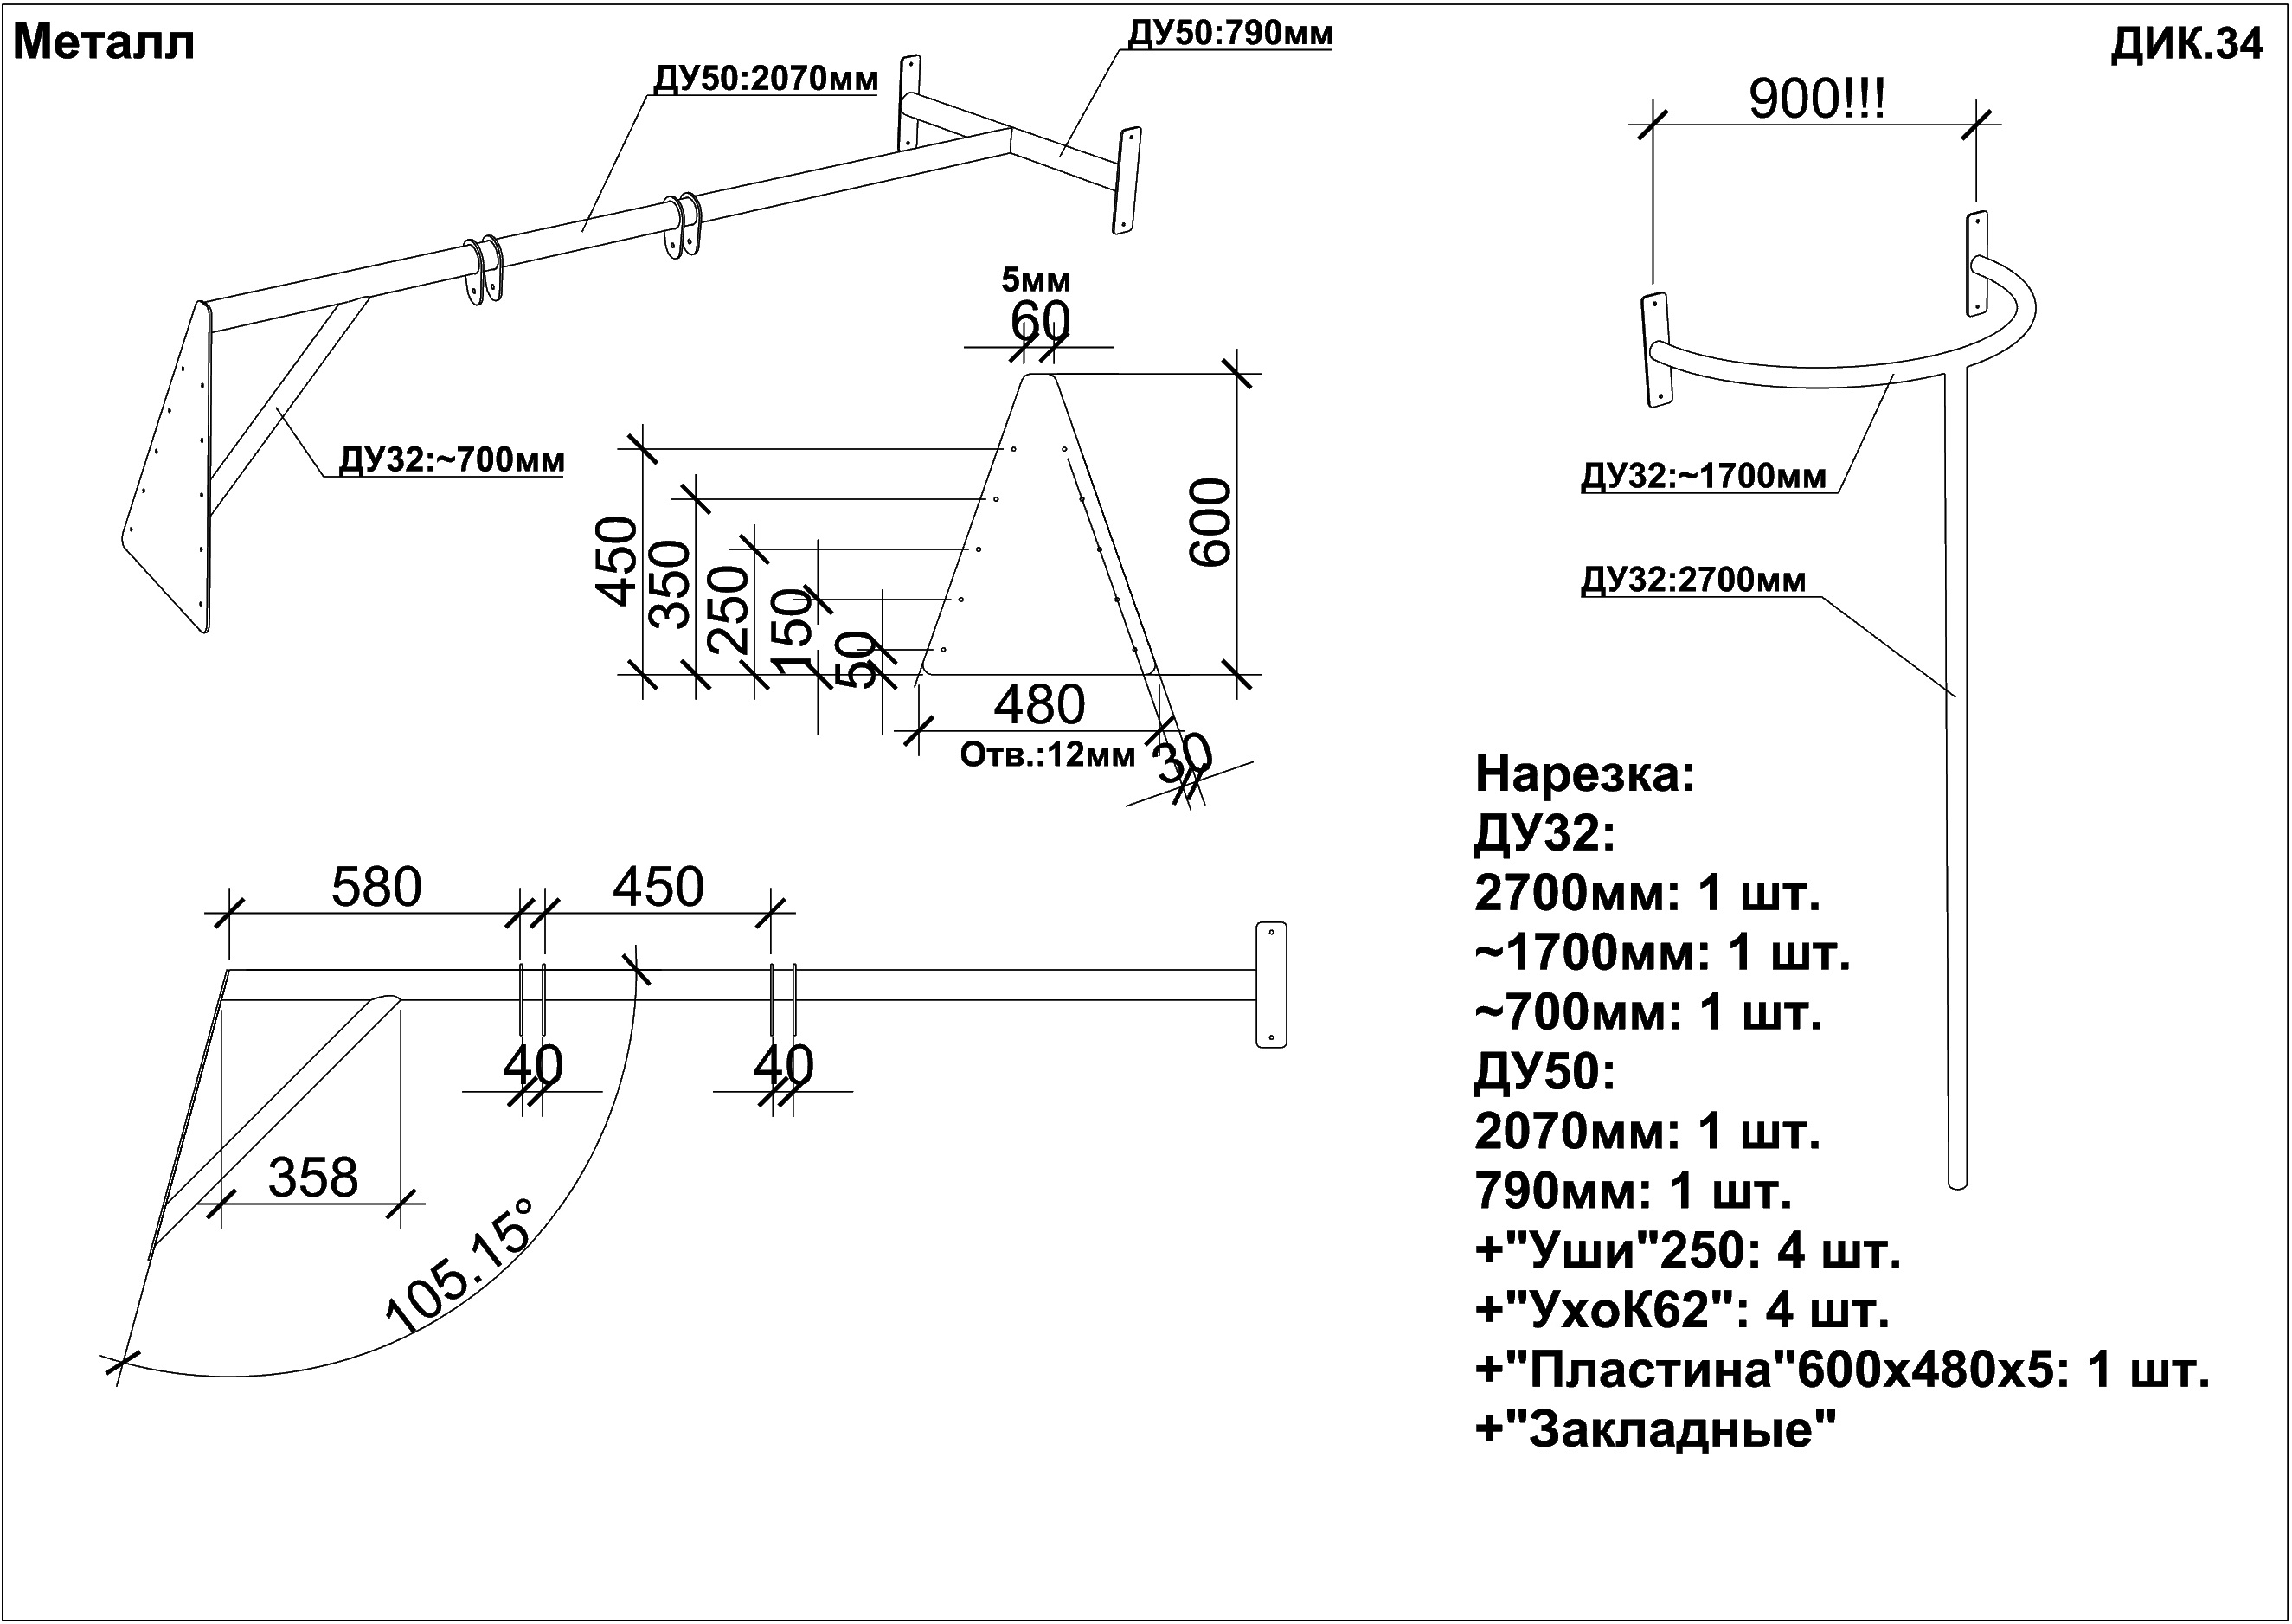 Металл
ДУ50:790мм
ДИК.34
ДУ50:2070мм
900!!!
5мм
60
ДУ32:~700мм
ДУ32:~1700мм
450
350
250
150
50
600
ДУ32:2700мм
480
Отв.:12мм
30
580
450
40
40
358
105.15°
Нарезка:
ДУ32:
2700мм: 1 шт.
~1700мм: 1 шт.
~700мм: 1 шт.
ДУ50:
2070мм: 1 шт.
790мм: 1 шт.
+"Уши"250: 4 шт.
+"УхоК62": 4 шт.
+"Пластина"600х480х5: 1 шт.
+"Закладные"